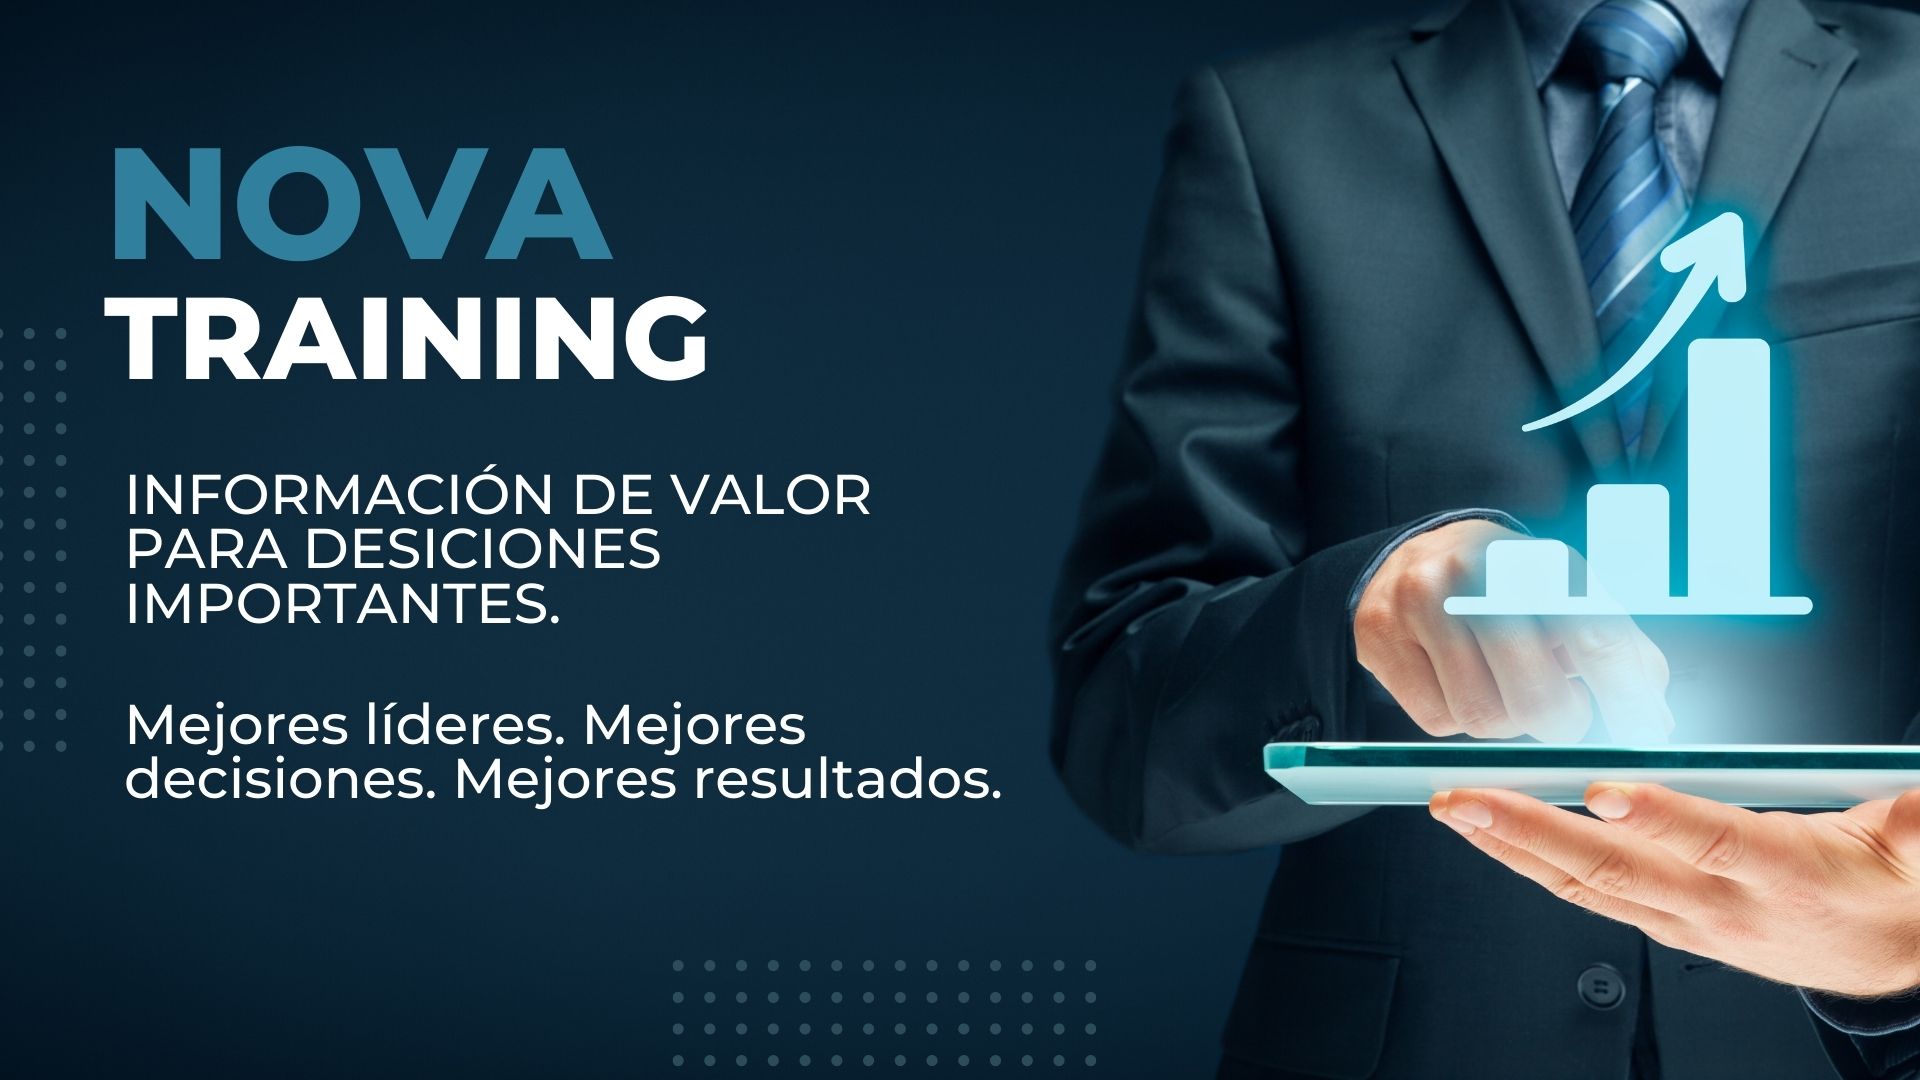 NOVA
TRAINING
INFORMACIÓN DE VALOR
PARA DESICIONES
IMPORTANTES.
Mejores líderes. Mejores
decisiones. Mejores resultados.